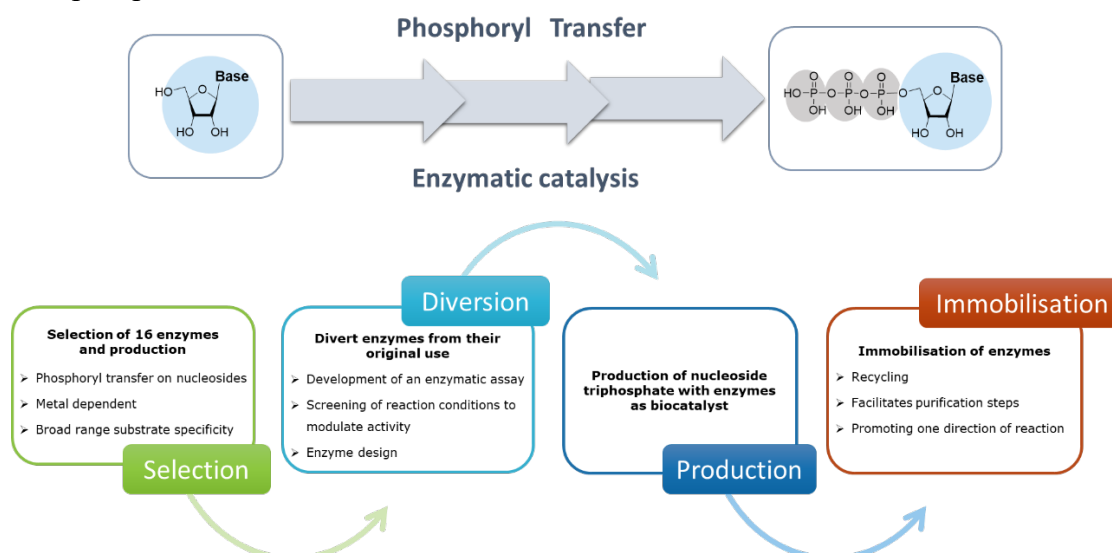 Phosphoryl Transfer
Base
HO
O
HO OH
O O O
HO-P-O-P-O-P-O
OH OH OH
Base
O
HO OH
Enzymatic catalysis
Selection of 16 enzymes
and production
➢ Phosphoryl transfer on nucleosides
➢ Metal dependent
➢ Broad range substrate specificity
Selection
Diversion
Divert enzymes from their
original use
➢ Development of an enzymatic assay
➢ Screening of reaction conditions to
modulate activity
➢ Enzyme design
Production of nucleoside
triphosphate with enzymes
as biocatalyst
Production
Immobilisation
Immobilisation of enzymes
➢ Recycling
➢ Facilitates purification steps
➢ Promoting one direction of reaction